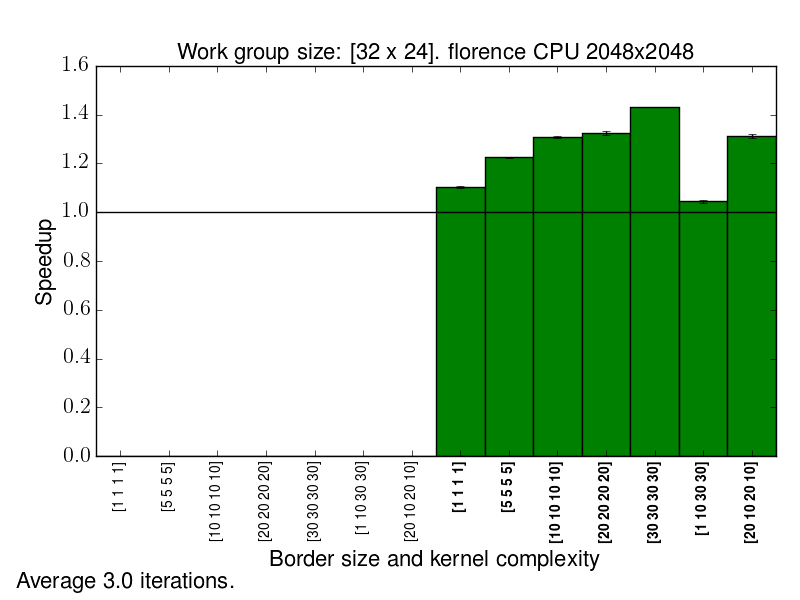 Work group size: [32 x 24]. florence CPU 2048x2048
1.6
1.4
1.2
1.0
0.8
0.6
0.4
0.2
0.0
Speedup
[1 1 1 1]
[5 5 5 5]
[10 10 10 10]
[20 20 20 20]
[30 30 30 30]
[1 10 30 30]
[20 10 20 10]
[1 1 1 1]
[5 5 5 5]
[10 10 10 10]
[20 20 20 20]
[30 30 30 30]
[1 10 30 30]
[20 10 20 10]
Border size and kernel complexity
Average 3.0 iterations.